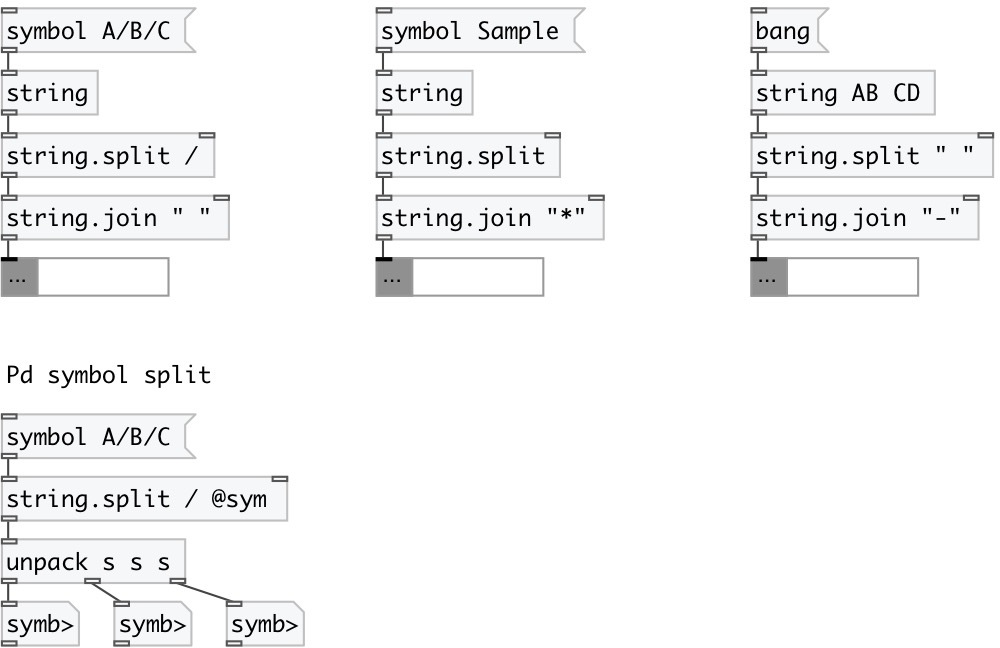 symbol A/B/C
string
string.split /
string.join " "
...
symbol Sample
string
string.split
string.join "*"
...
bang
string AB CD
string.split " "
string.join "-"
...
Pd symbol split
symbol A/B/C
string.split / @sym
unpack s s s
symb> symb> symb>